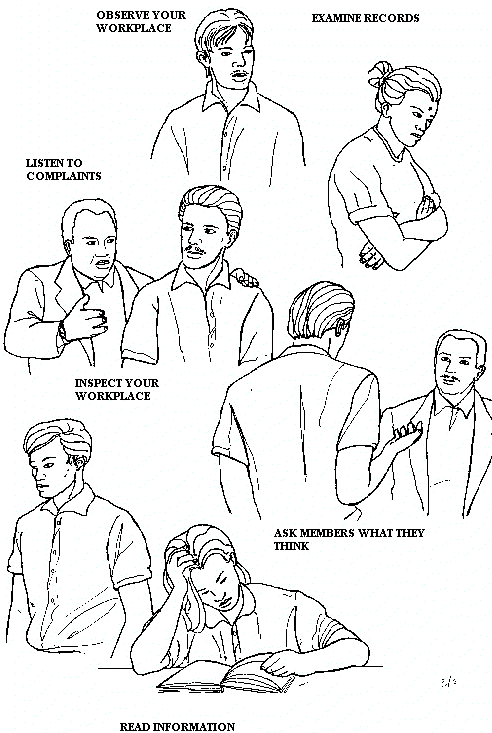 OBSERVE YOUR
WORKPLACE
EXAMINE RECORDS
LISTEN TO
COMPLAINTS
INSPECT YOUR
WORKPLACE
ASK MEMBERS WHAT THEY
THINK
READ INFORMATION